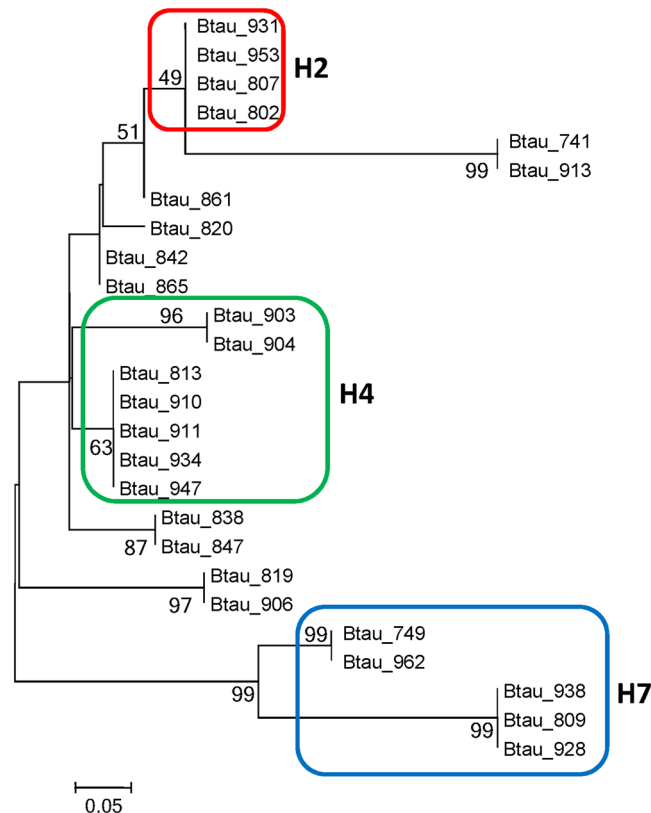 Btau_931
Btau_953
H2
49
Btau_807
Btau_802
51
Btau_741
99
Btau_913
Btau_861
Btau_820
Btau_842
Btau_865
96
Btau_903
Btau_904
Btau_813
H4
Btau_910
Btau_911
63
Btau_934
Btau_947
Btau_838
87
Btau_847
Btau_819
97
Btau_906
99
Btau_749
Btau_962
99
Btau_938
H7
Btau_809
99
Btau_928
0.05